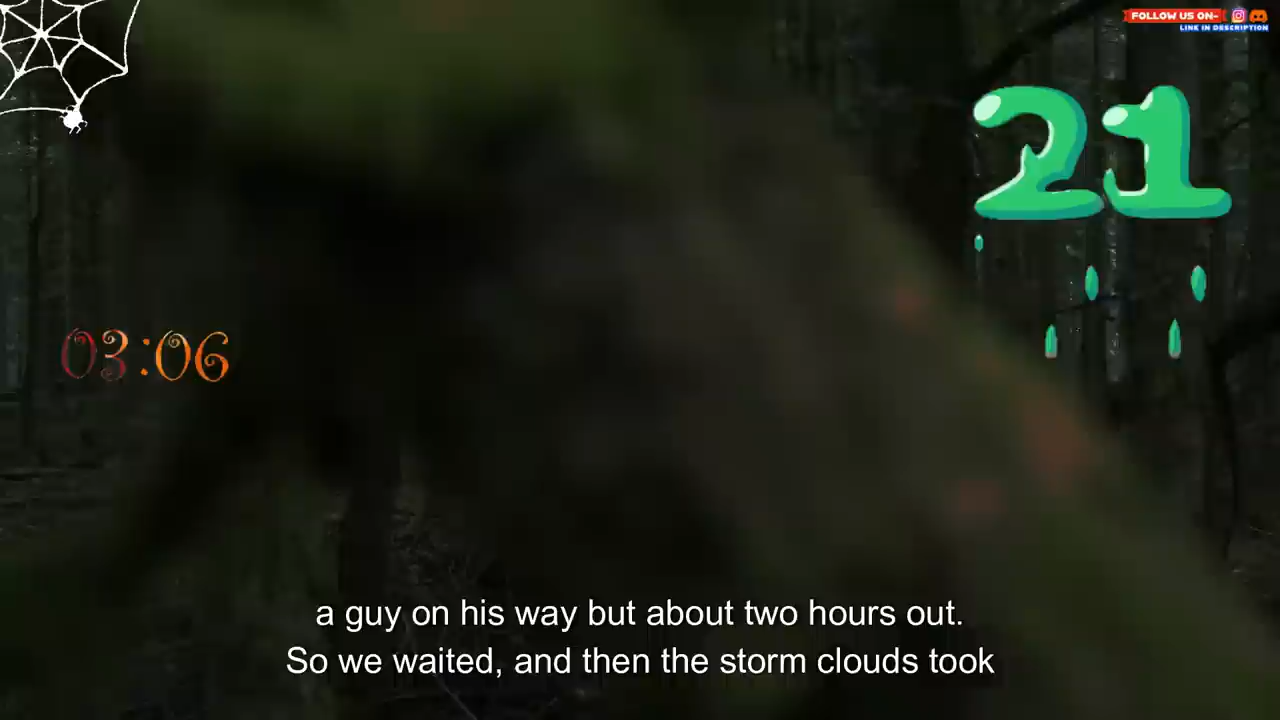 FOLLOW US ON-
LINK IN DESCRIPTION
21
03:06
a guy on his way but about two hours out.
So we waited, and then the storm clouds took